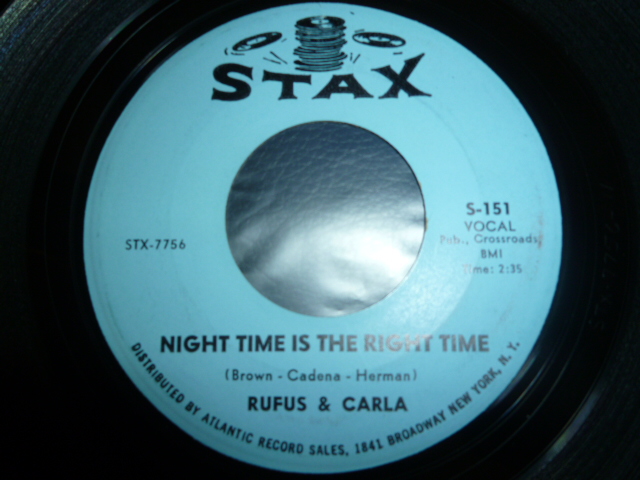 STAX
STX-7756
S-151
VOCAL
Pub., Crossroads,
BMI
Time: 2:35
NIGHT TIME IS THE RIGHT TIME
(Brown - Cadena - Herman)
RUFUS & CARLA
DISTRIBUTED BY ATLANTIC RECORD SALES, 1841 BROADWAY NEW YORK, N. Y.